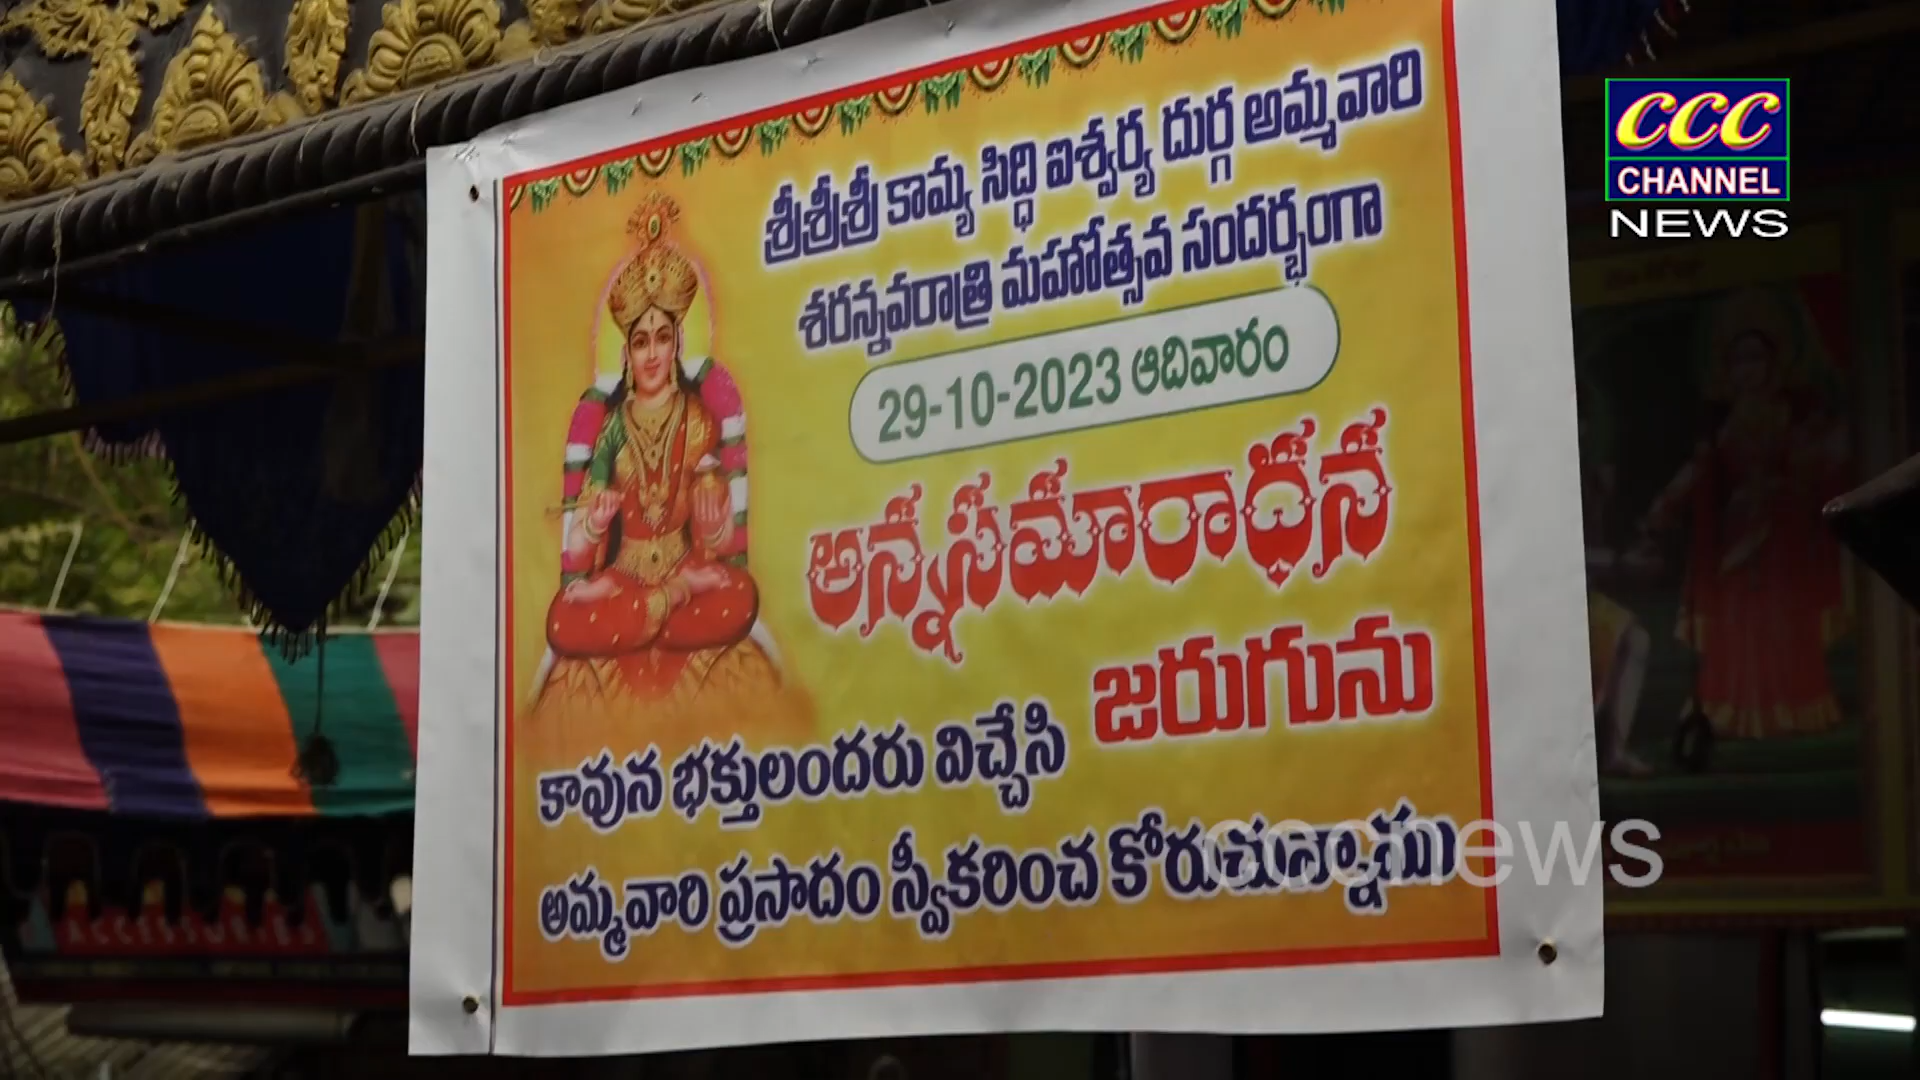 శ్రీశ్రీశ్రీ కామ్య సిద్ధి ఐశ్వర్య దుర్గ అమ్మవారి
శరన్నవరాత్రి మహోత్సవ సందర్భంగా
29-10-2023 ఆదివారం
అన్నసమారాధన
జరుగును
కావున భక్తులందరు విచ్చేసి
అమ్మవారి ప్రసాదం స్వీకరించ కోరుచున్నాము
CCC
CHANNEL
NEWS
cccnews
ACCESSORIES